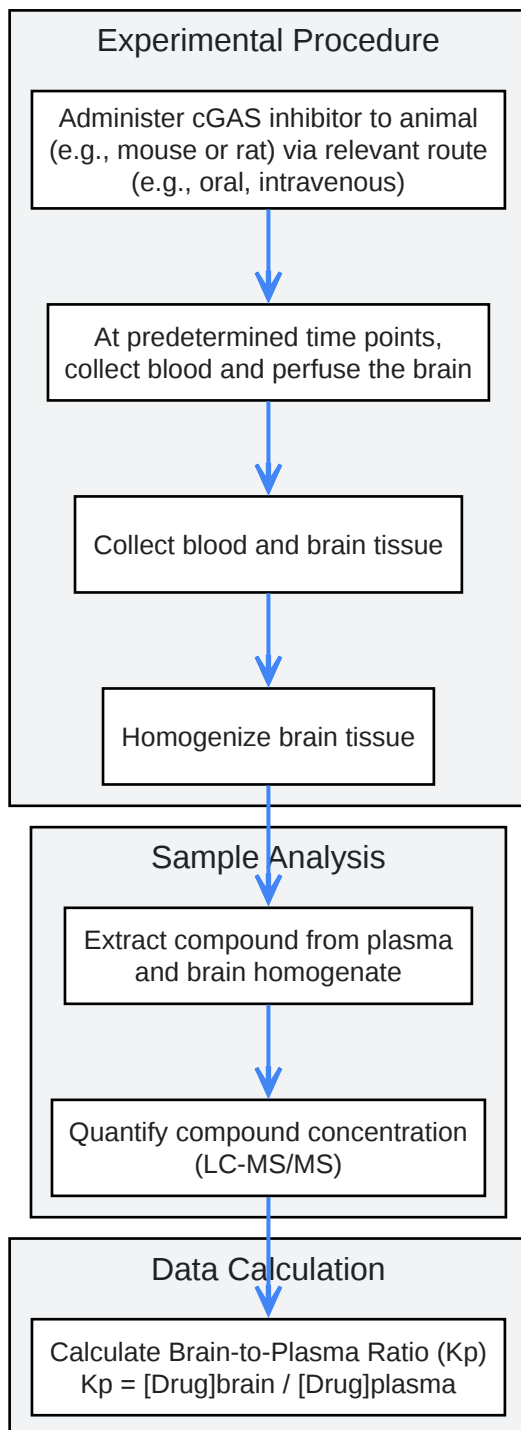 Experimental Procedure
Administer cGAS inhibitor to animal
(e.g., mouse or rat) via relevant route
(e.g., oral, intravenous)
At predetermined time points,
collect blood and perfuse the brain
Collect blood and brain tissue
Homogenize brain tissue
Sample Analysis
Extract compound from plasma
and brain homogenate
Quantify compound concentration
(LC-MS/MS)
Data Calculation
Calculate Brain-to-Plasma Ratio (Kp)
Kp = [Drug]brain / [Drug]plasma